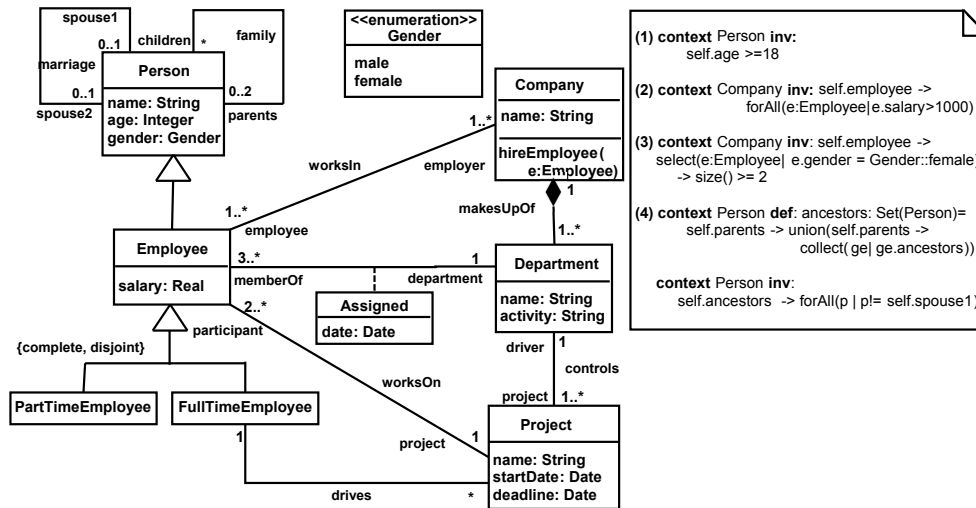 spouse1
0..1
children
*
family
marriage
0..1
spouse2
Person
name: String
age: Integer
gender: Gender
0..2
parents
<<enumeration>>
Gender
male
female
Company
name: String
hireEmployee(
e:Employee)
1..*
employer
worksIn
1..*
employee
1
makesUpOf
1..*
Employee
salary: Real
3..*
memberOf
1
department
Department
name: String
activity: String
Assigned
date: Date
2..*
participant
{complete, disjoint}
PartTimeEmployee
FullTimeEmployee
worksOn
driver
1
controls
project
1..*
Project
name: String
startDate: Date
deadline: Date
project
1
1
drives
*
(1) context Person inv:
self.age >=18
(2) context Company inv: self.employee ->
forAll(e:Employee| e.salary>1000)
(3) context Company inv: self.employee ->
select(e:Employee| e.gender = Gender::female)
-> size() >= 2
(4) context Person def: ancestors: Set(Person)=
self.parents -> union(self.parents ->
collect( ge| ge.ancestors))
context Person inv:
self.ancestors -> forAll(p | p!= self.spouse1)